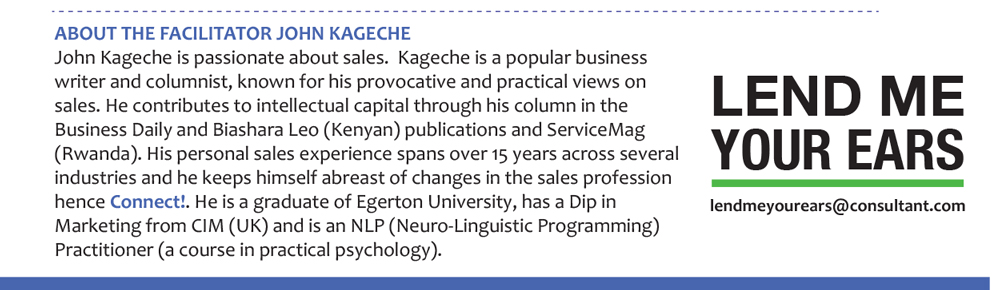 ABOUT THE FACILITATOR JOHN KAGECHE
John Kageche is passionate about sales.  Kageche is a popular business
writer and columnist, known for his provocative and practical views on
sales. He contributes to intellectual capital through his column in the
Business Daily and Biashara Leo (Kenyan) publications and ServiceMag
(Rwanda). His personal sales experience spans over 15 years across several
industries and he keeps himself abreast of changes in the sales profession
hence Connect!. He is a graduate of Egerton University, has a Dip in
Marketing from CIM (UK) and is an NLP (Neuro-Linguistic Programming)
Practitioner (a course in practical psychology).
LEND ME
YOUR EARS
lendmeyourears@consultant.com